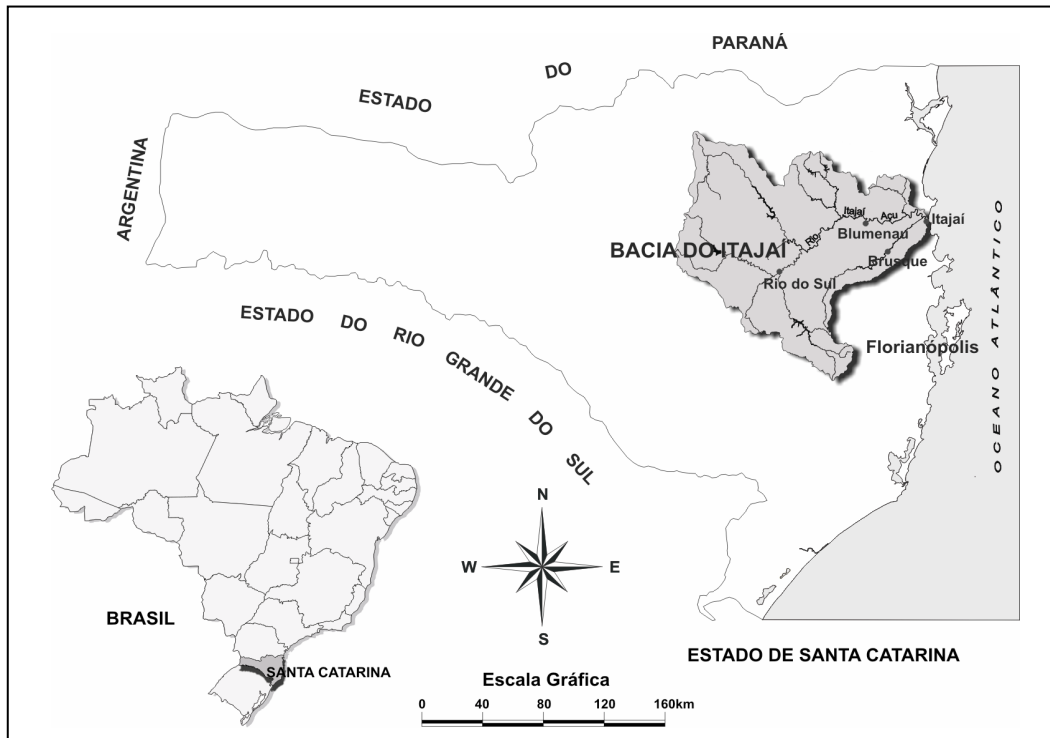 PARANÁ
DO
ESTADO
ARGENTINA
Itajaí
Açu
Itajaí
Blumenau
Rio
BACIA DO ITAJAÍ
Brusque
Rio do Sul
OCEANO ATLÂNTICO
ESTADO DO RIO GRANDE DO SUL
Florianópolis
N
W
E
S
BRASIL
SANTA CATARINA
ESTADO DE SANTA CATARINA
Escala Gráfica
0 40 80 120 160km